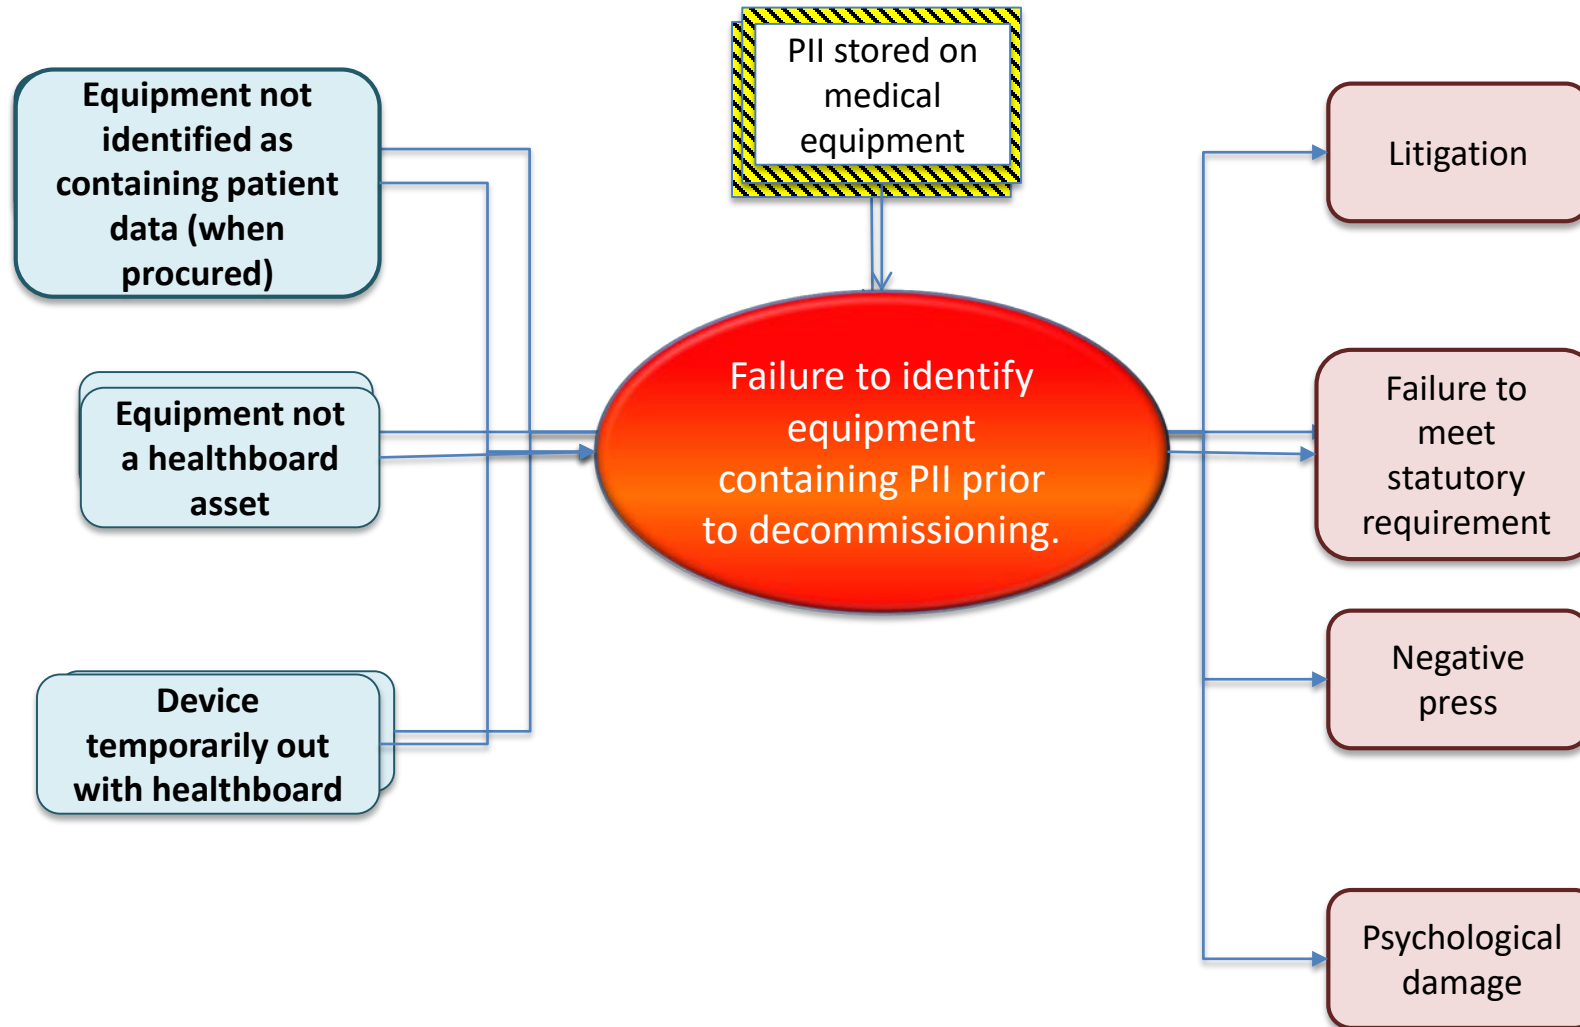 Equipment not
identified as
containing patient
data (when
procured)
Equipment not
a healthboard
asset
Device
temporarily out
with healthboard
PII stored on
medical
equipment
Failure to identify
equipment
containing PII prior
to decommissioning.
Litigation
Failure to
meet
statutory
requirement
Negative
press
Psychological
damage